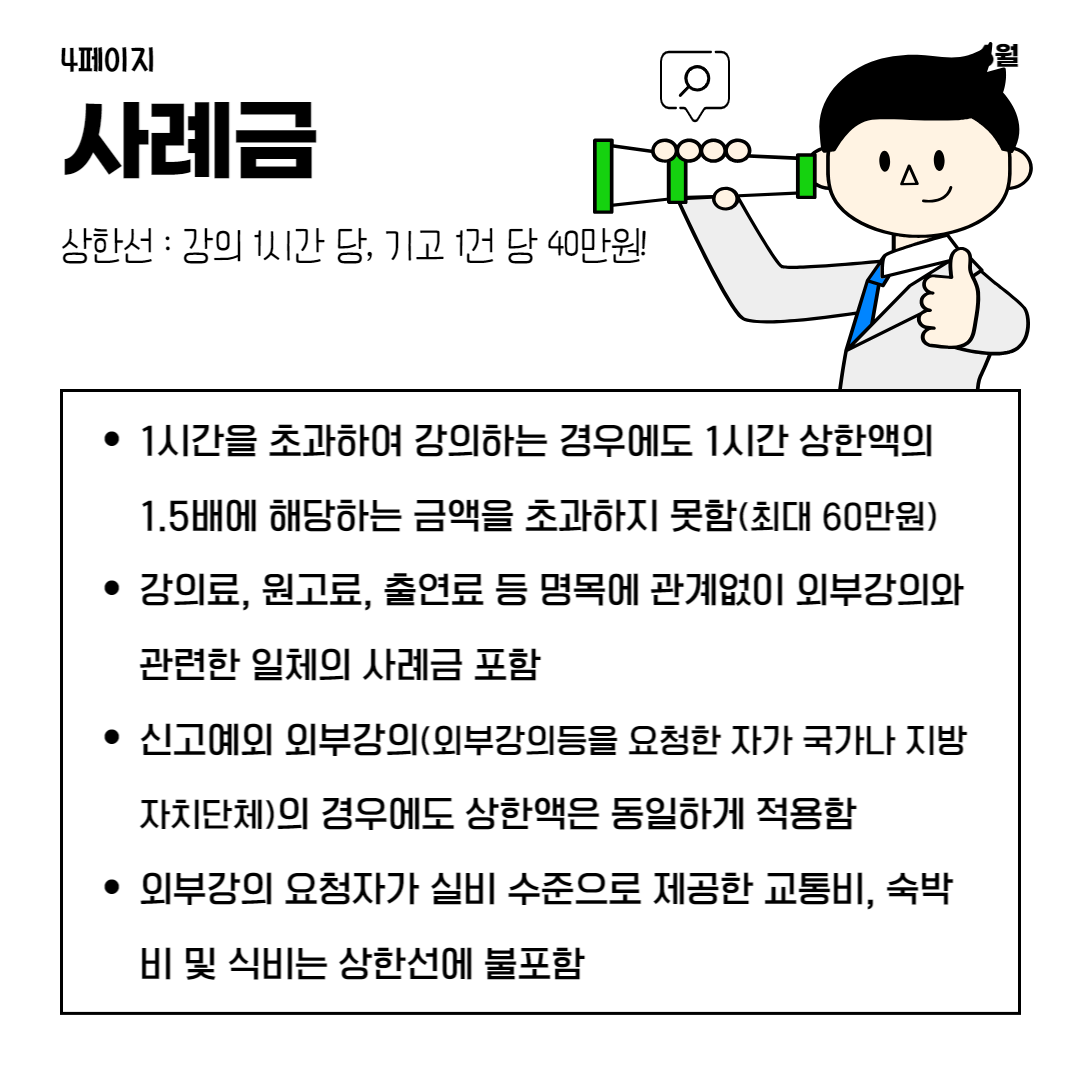 4페이지
월
사례금
상한선 : 강의 1시간 당, 기고 1건 당 40만원!
• 1시간을 초과하여 강의하는 경우에도 1시간 상한액의
1.5배에 해당하는 금액을 초과하지 못함(최대 60만원)
• 강의료, 원고료, 출연료 등 명목에 관계없이 외부강의와
관련한 일체의 사례금 포함
• 신고예외 외부강의(외부강의등을 요청한 자가 국가나 지방
자치단체)의 경우에도 상한액은 동일하게 적용함
• 외부강의 요청자가 실비 수준으로 제공한 교통비, 숙박
비 및 식비는 상한선에 불포함